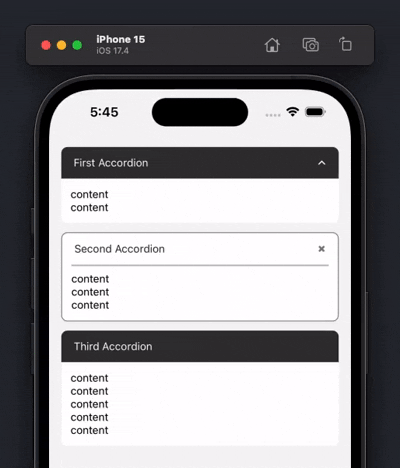 iPhone 15
iOS 17.4
5:45
First Accordion
content
content
Second Accordion
content
content
content
Third Accordion
content
content
content
content
content